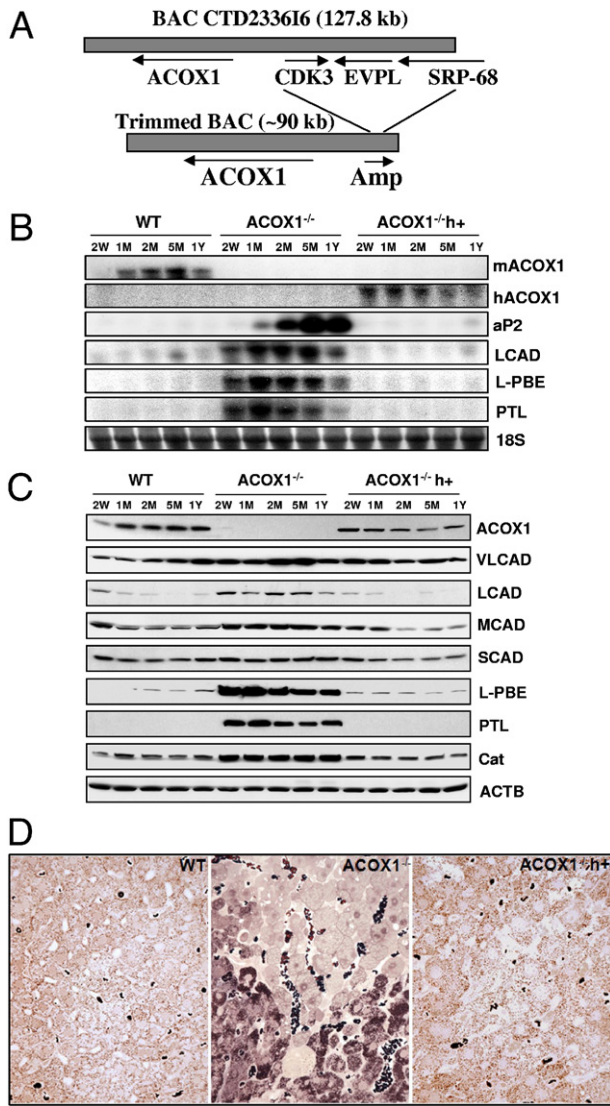 A
BAC CTD2336I6 (127.8 kb)
ACOX1 CDK3 EVPL SRP-68
Trimmed BAC (~90 kb)
ACOX1 Amp
B
WT ACOX1-/- ACOX1-/-h+
2W 1M 2M 5M 1Y 2W 1M 2M 5M 1Y 2W 1M 2M 5M 1Y
mACOX1
hACOX1
aP2
LCAD
L-PBE
PTL
18S
C
WT ACOX1-/- ACOX1-/- h+
2W 1M 2M 5M 1Y 2W 1M 2M 5M 1Y 2W 1M 2M 5M 1Y
ACOX1
VLCAD
LCAD
MCAD
SCAD
L-PBE
PTL
Cat
ACTB
D
WT ACOX1-/- ACOX1-/-h+